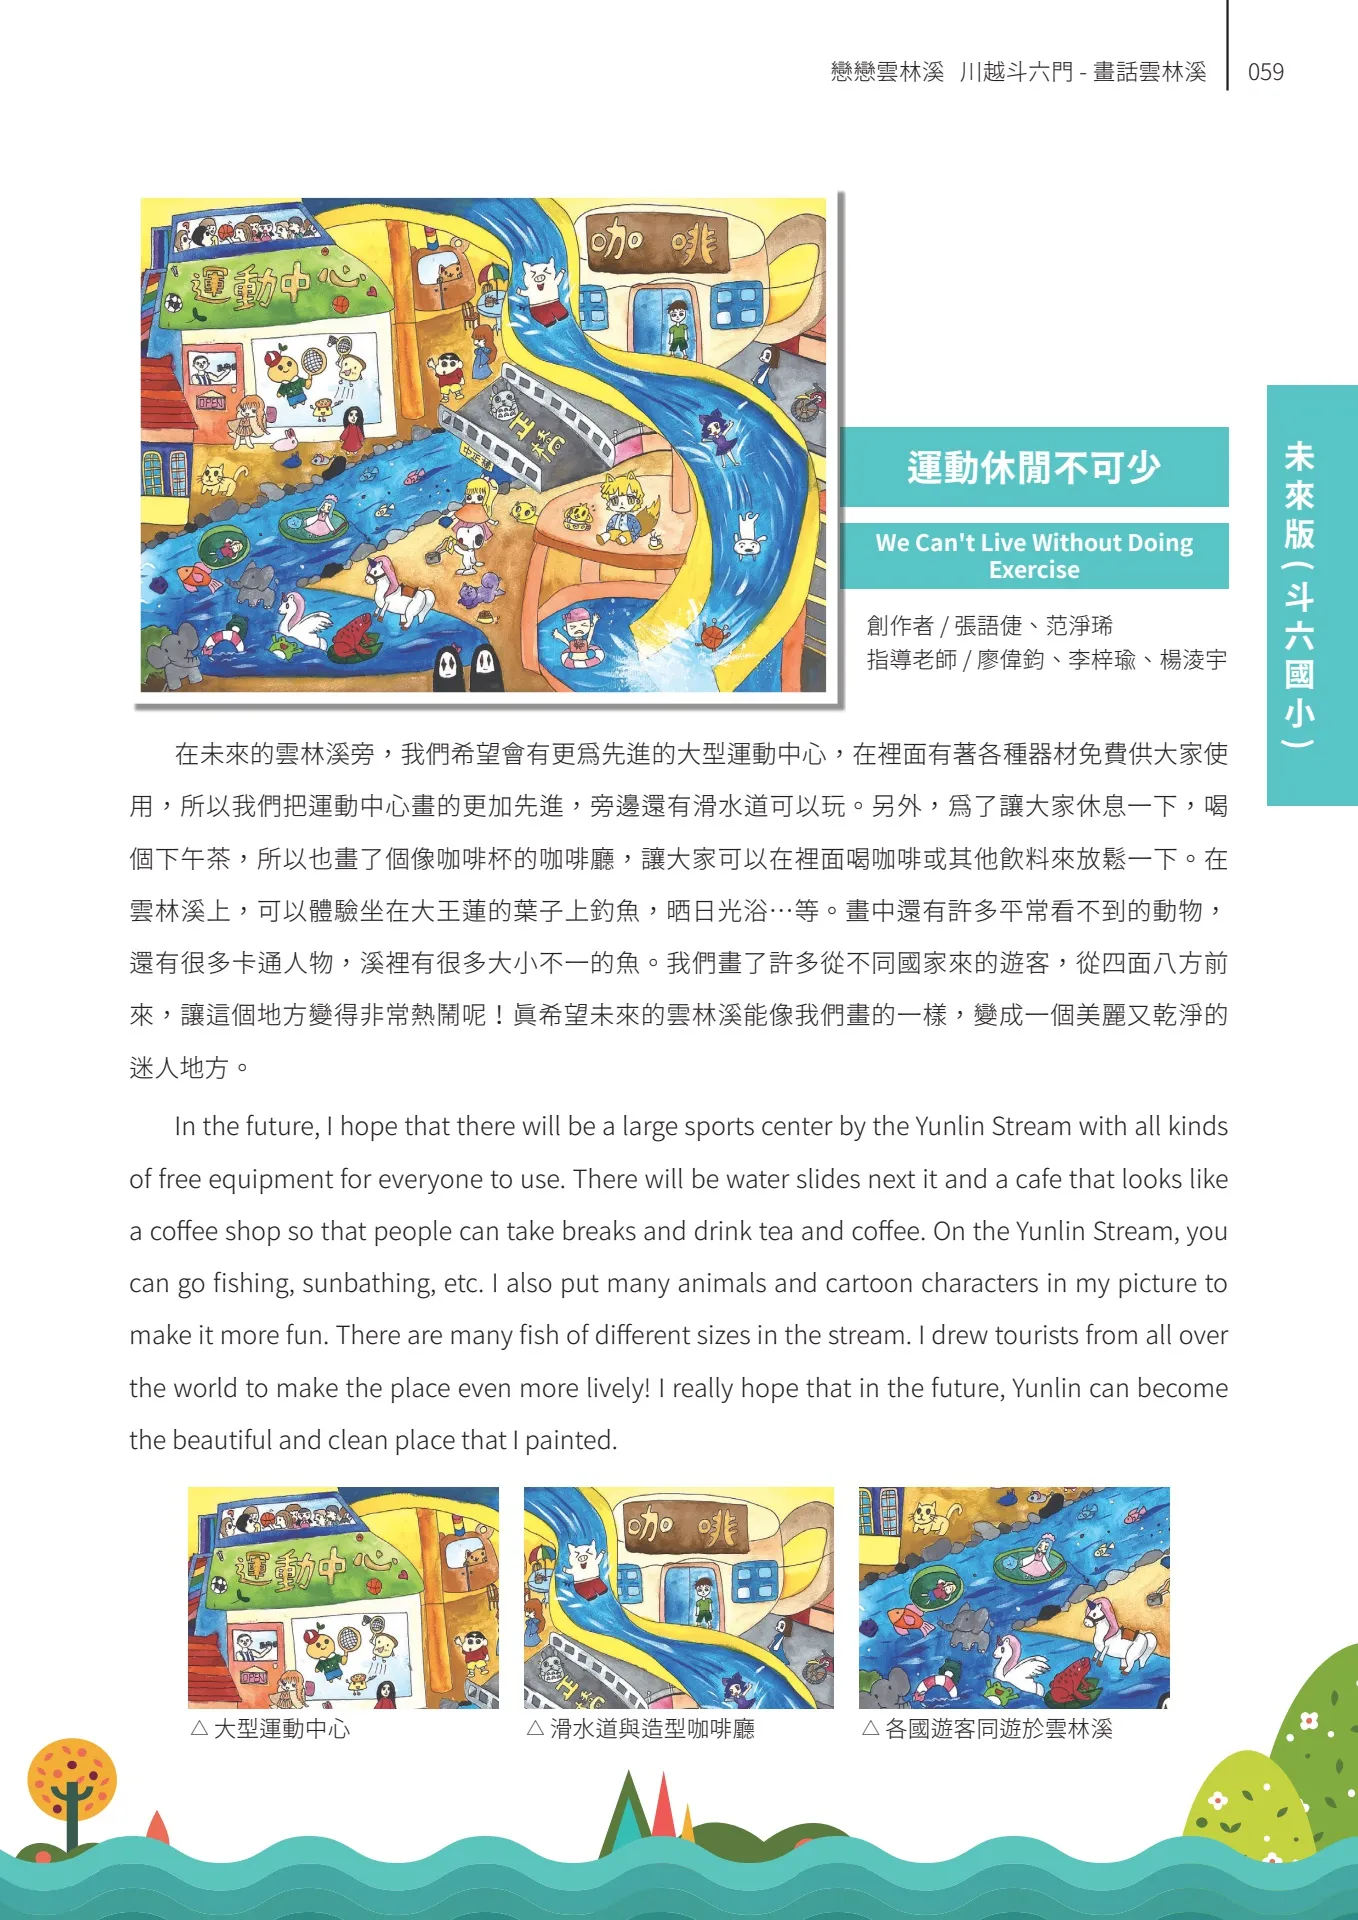 戀戀雲林溪 川越斗六門 - 畫話雲林溪 059
咖啡
運動中心
OPEN
正橋
中正橋
運動休閒不可少
We Can't Live Without Doing
Exercise
創作者 / 張語倢、范淨琋
指導老師 / 廖偉鈞、李梓瑜、楊淩宇
未來版(斗六國小)
在未來的雲林溪旁，我們希望會有更爲先進的大型運動中心，在裡面有著各種器材免費供大家使
用，所以我們把運動中心畫的更加先進，旁邊還有滑水道可以玩。另外，爲了讓大家休息一下，喝
個下午茶，所以也畫了個像咖啡杯的咖啡廳，讓大家可以在裡面喝咖啡或其他飲料來放鬆一下。在
雲林溪上，可以體驗坐在大王蓮的葉子上釣魚，晒日光浴…等。畫中還有許多平常看不到的動物，
還有很多卡通人物，溪裡有很多大小不一的魚。我們畫了許多從不同國家來的遊客，從四面八方前
來，讓這個地方變得非常熱鬧呢！眞希望未來的雲林溪能像我們畫的一樣，變成一個美麗又乾淨的
迷人地方。
In the future, I hope that there will be a large sports center by the Yunlin Stream with all kinds
of free equipment for everyone to use. There will be water slides next it and a cafe that looks like
a coffee shop so that people can take breaks and drink tea and coffee. On the Yunlin Stream, you
can go fishing, sunbathing, etc. I also put many animals and cartoon characters in my picture to
make it more fun. There are many fish of different sizes in the stream. I drew tourists from all over
the world to make the place even more lively! I really hope that in the future, Yunlin can become
the beautiful and clean place that I painted.
運動中心
OPEN
咖啡
正橋
△ 大型運動中心
△ 滑水道與造型咖啡廳
△ 各國遊客同遊於雲林溪